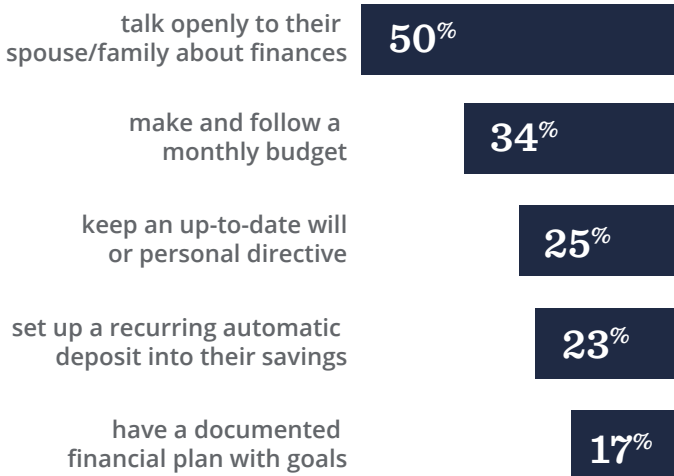 talk openly to their
spouse/family about finances
50%
make and follow a
monthly budget
34%
keep an up-to-date will
or personal directive
25%
set up a recurring automatic
deposit into their savings
23%
have a documented
financial plan with goals
17%